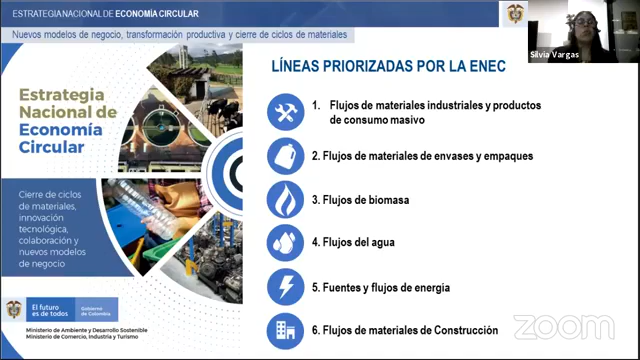 ESTRATEGIA NACIONAL DE ECONOMÍA CIRCULAR
Nuevos modelos de negocio, transformación productiva y cierre de ciclos de materiales
Silvia Vargas
LÍNEAS PRIORIZADAS POR LA ENEC
Estrategia
Nacional de
Economía
Circular
1. Flujos de materiales industriales y productos
de consumo masivo
2. Flujos de materiales de envases y empaques
3. Flujos de biomasa
4. Flujos del agua
5. Fuentes y flujos de energía
6. Flujos de materiales de Construcción
Cierre de ciclos
de materiales,
innovación
tecnológica,
colaboración y
nuevos modelos
de negocio
El futuro
es de todos
Gobierno
de Colombia
Ministerio de Ambiente y Desarrollo Sostenible
Ministerio de Comercio, Industria y Turismo
zoom